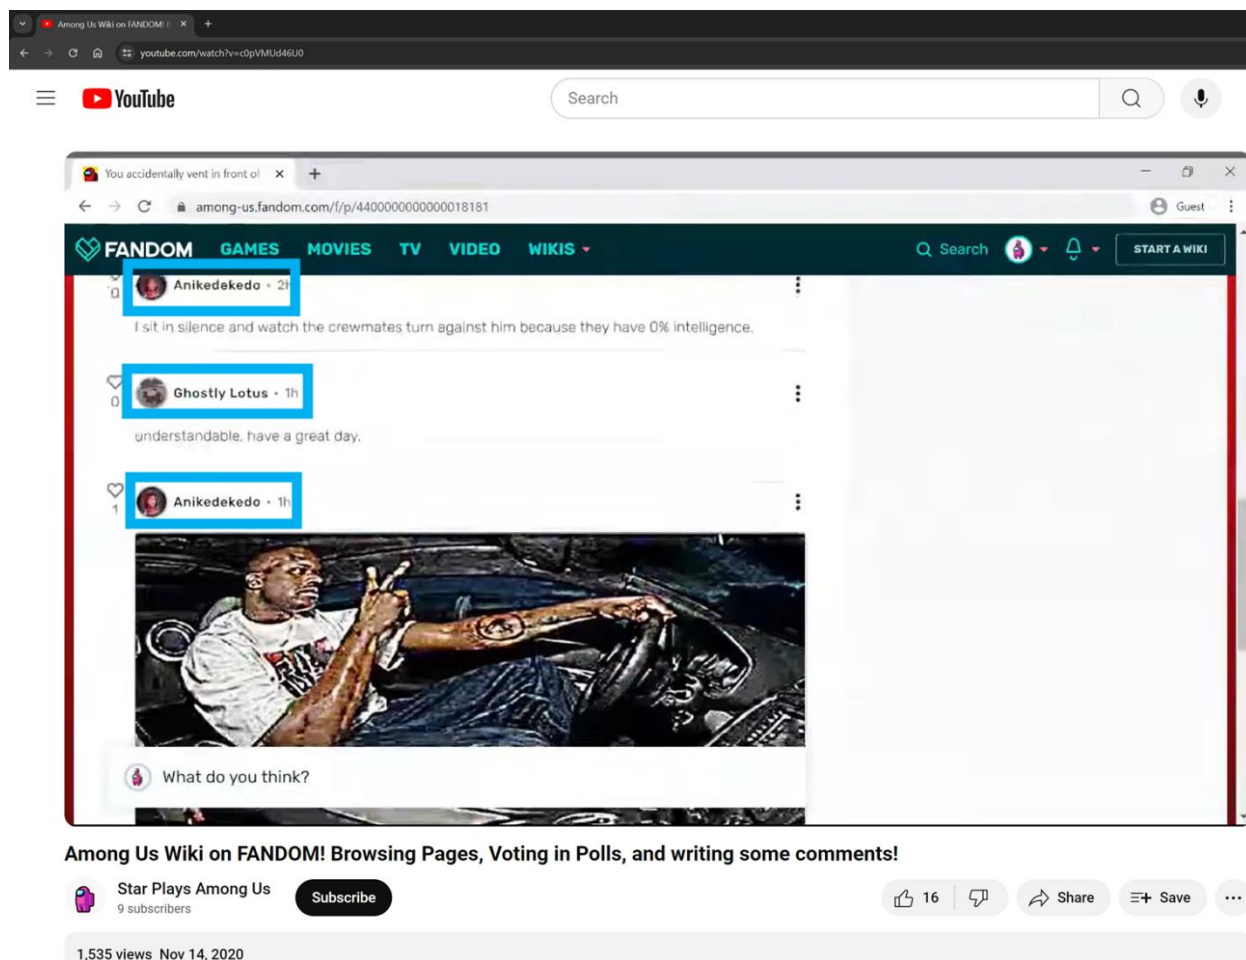 Among Us Wiki on FANDOM!
youtube.com/watch?v=c0pVMUd46U0
YouTube
Search
You accidentally vent in front of
among-us.fandom.com/f/p/4400000000000018181
Guest
FANDOM GAMES MOVIES TV VIDEO WIKIS Search START A WIKI
0 Anikedekedo • 2h
I sit in silence and watch the crewmates turn against him because they have 0% intelligence.
Ghostly Lotus • 1h
0
understandable, have a great day.
Anikedekedo • 1h
1
What do you think?
Among Us Wiki on FANDOM! Browsing Pages, Voting in Polls, and writing some comments!
Star Plays Among Us
9 subscribers
Subscribe
16
Share
Save
1,535 views Nov 14, 2020